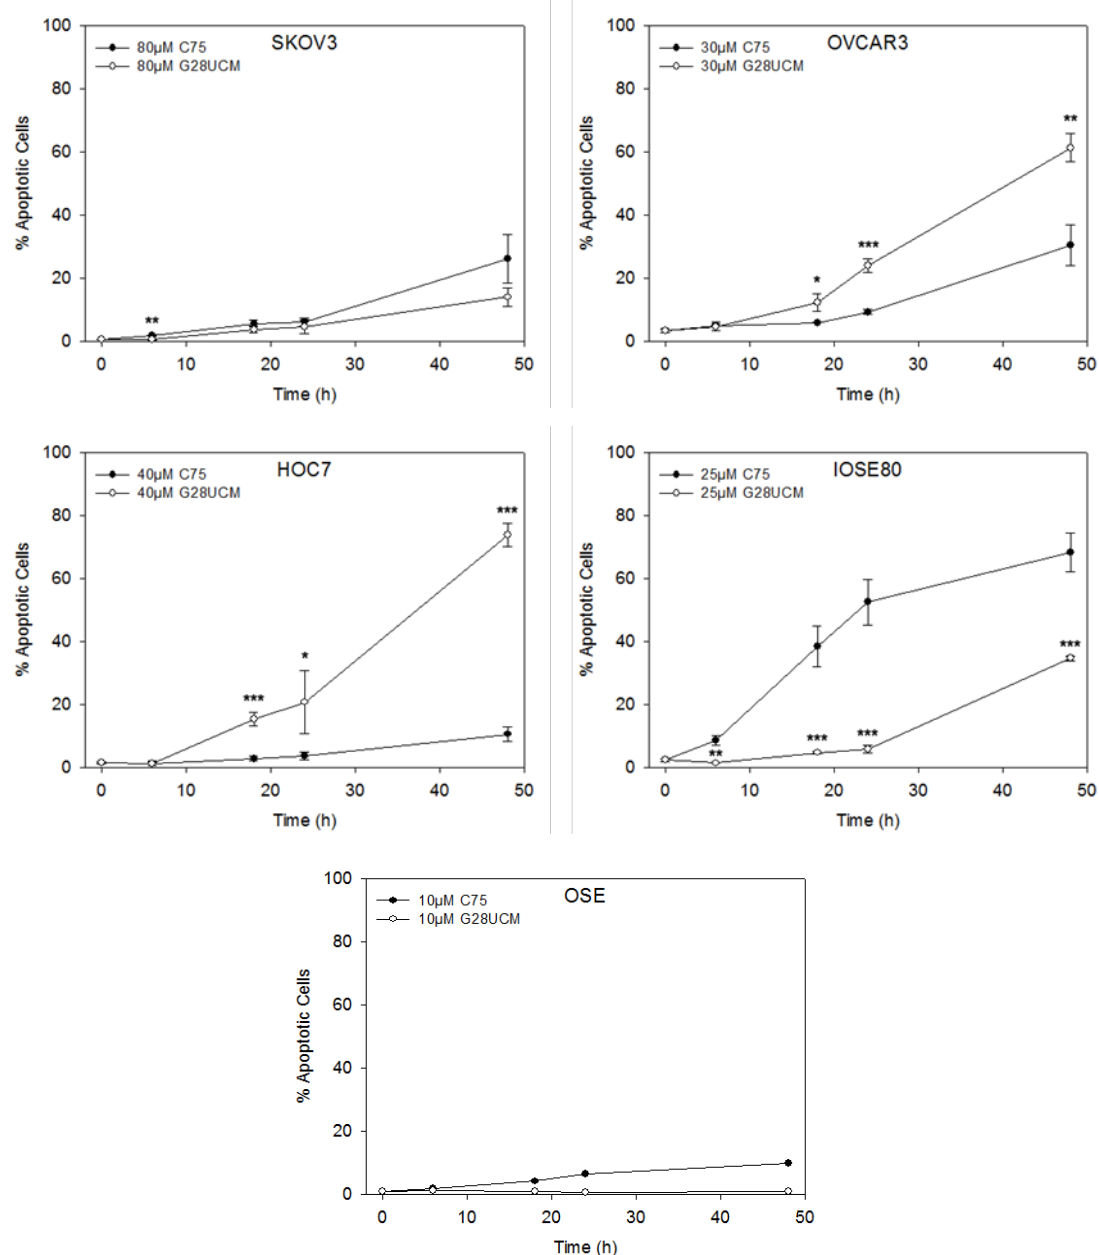 SKOV3
80µM C75
80µM G28UCM
% Apoptotic Cells
100
80
60
40
20
0
**
0 10 20 30 40 50
Time (h)
OVCAR3
30µM C75
30µM G28UCM
% Apoptotic Cells
100
80
60
40
20
0
*
***
**
0 10 20 30 40 50
Time (h)
HOC7
40µM C75
40µM G28UCM
% Apoptotic Cells
100
80
60
40
20
0
***
*
***
0 10 20 30 40 50
Time (h)
IOSE80
25µM C75
25µM G28UCM
% Apoptotic Cells
100
80
60
40
20
0
**
***
***
***
0 10 20 30 40 50
Time (h)
OSE
10µM C75
10µM G28UCM
% Apoptotic Cells
100
80
60
40
20
0
0 10 20 30 40 50
Time (h)